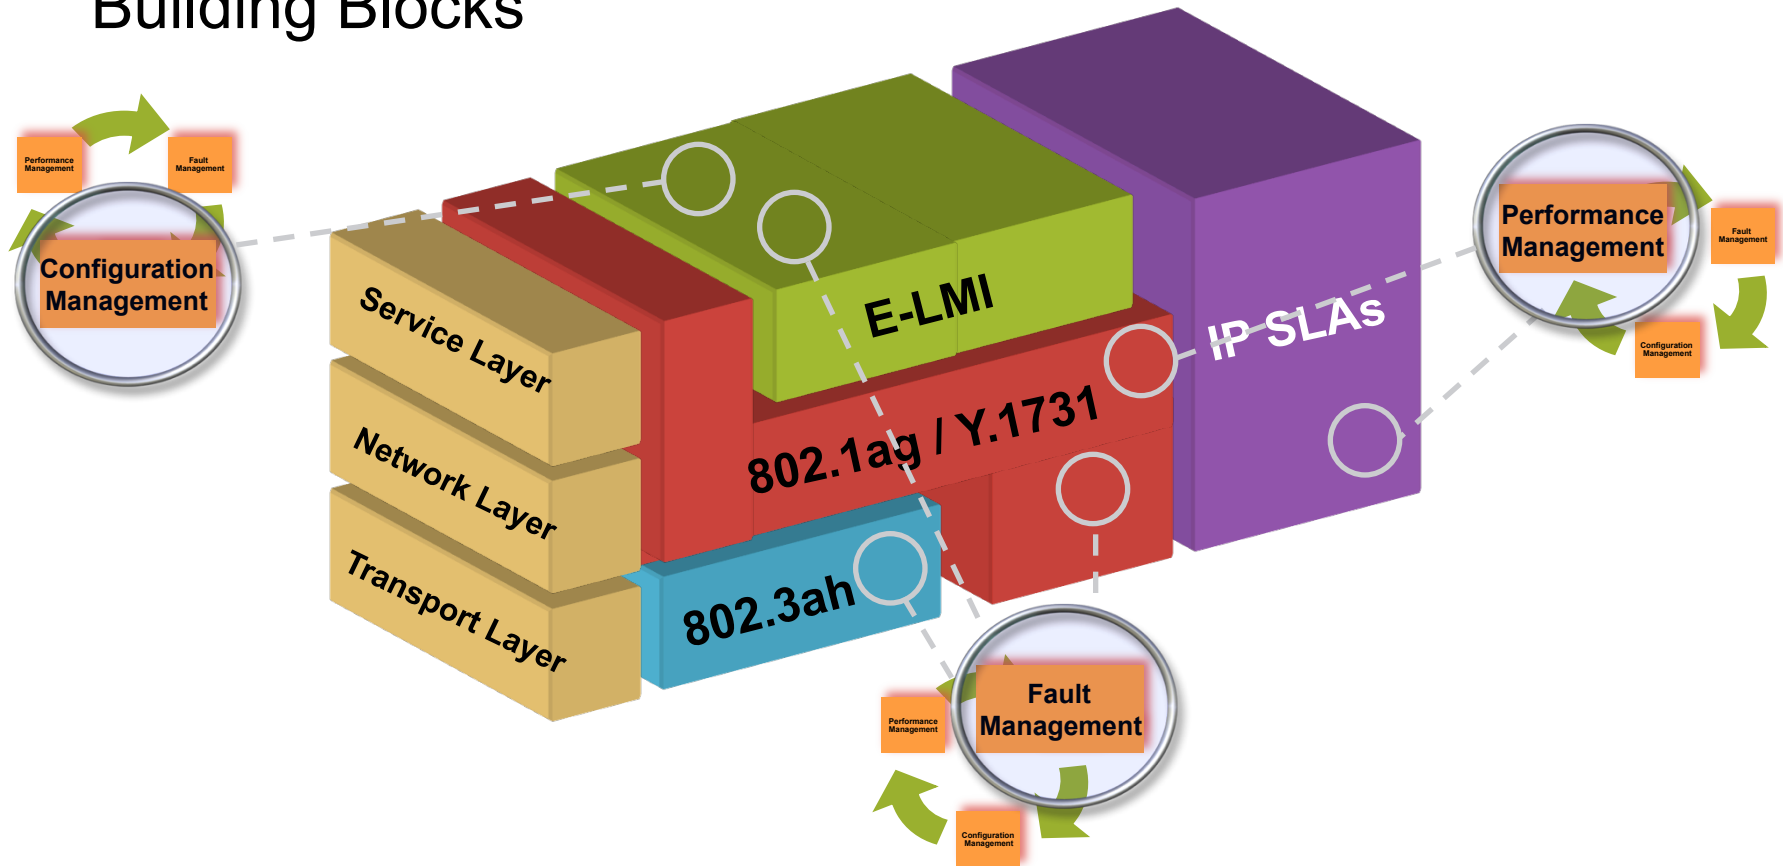 Building Blocks
Performance
Management
Fault
Management
Configuration
Management
Service Layer
Network Layer
Transport Layer
E-LMI
802.1ag / Y.1731
802.3ah
IP SLAs
Performance
Management
Fault
Management
Configuration
Management
Fault
Management
Performance
Management
Configuration
Management